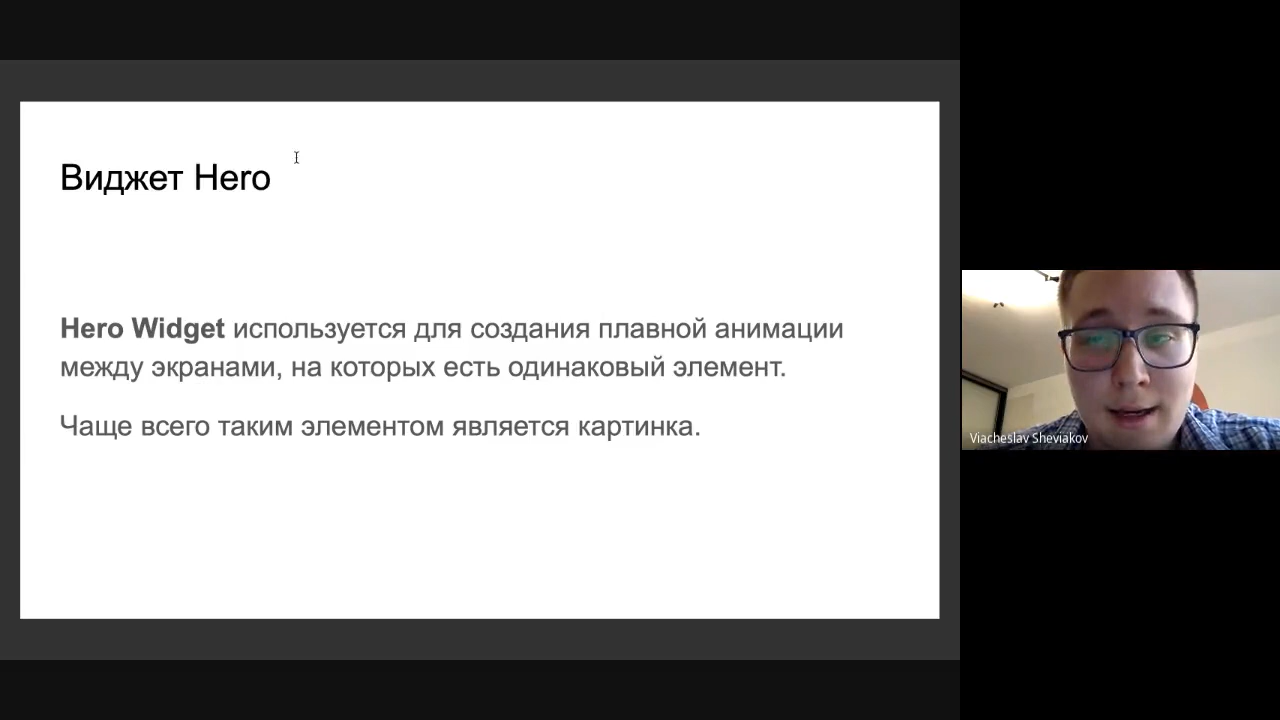 Виджет Hero
Hero Widget используется для создания плавной анимации
между экранами, на которых есть одинаковый элемент.
Чаще всего таким элементом является картинка.
Viacheslav Sheviakov